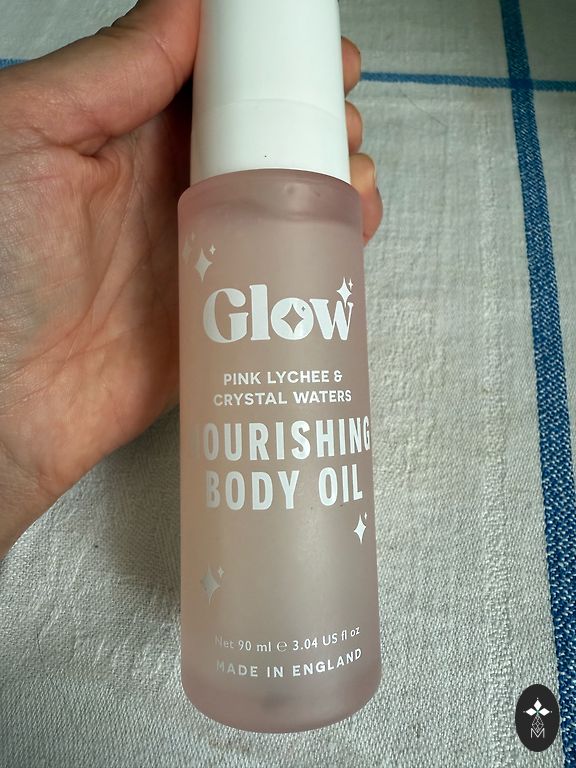 Glow
PINK LYCHEE &
CRYSTAL WATERS
OURISHING
BODY OIL
Net 90 ml ℮ 3.04 US fl oz
MADE IN ENGLAND
M